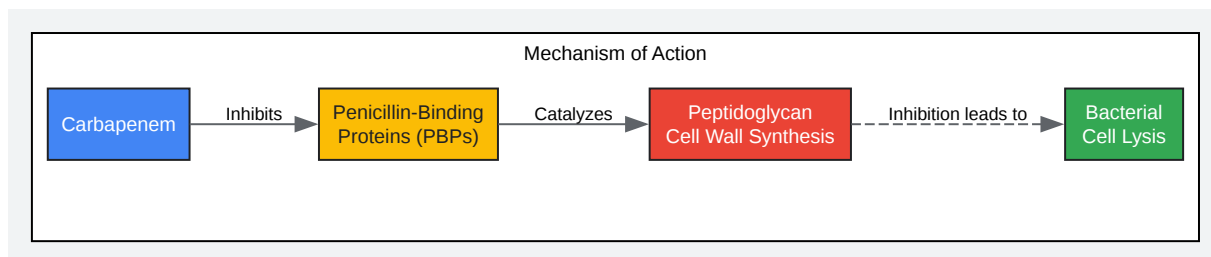 Mechanism of Action
Carbapenem
Inhibits
Penicillin-Binding
Proteins (PBPs)
Catalyzes
Peptidoglycan
Cell Wall Synthesis
Inhibition leads to
Bacterial
Cell Lysis